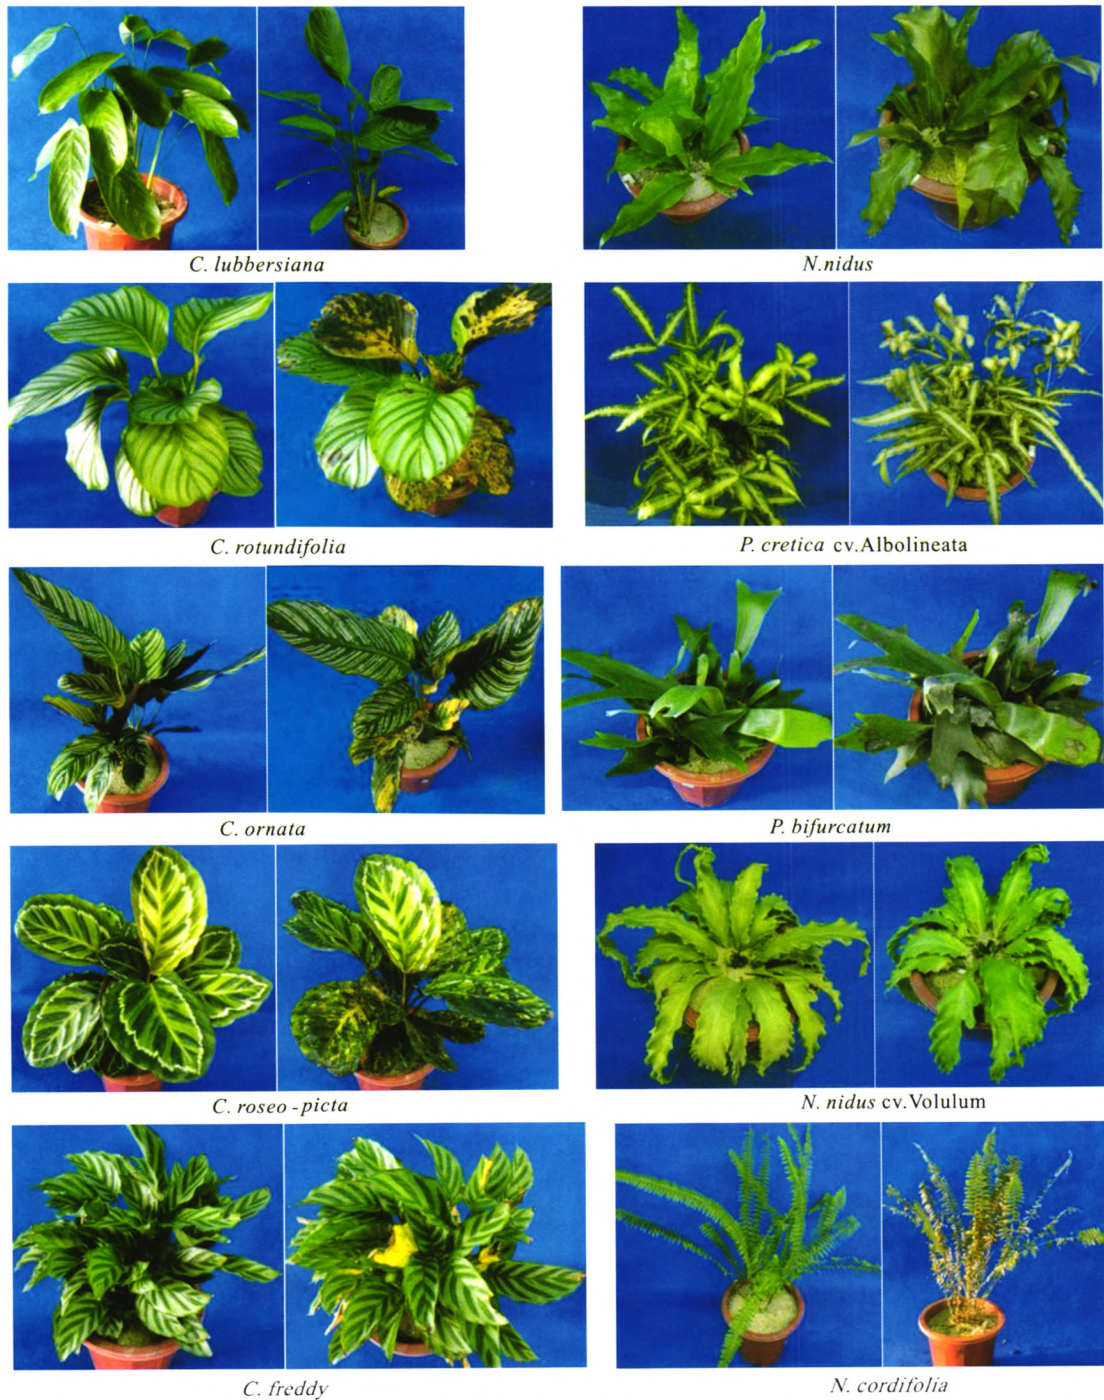 C. lubbersiana
N.nidus
C. rotundifolia
P. cretica cv.Albolineata
C. ornata
P. bifurcatum
C. roseo - picta
N. nidus cv.Volulum
C. freddy
N. cordifolia